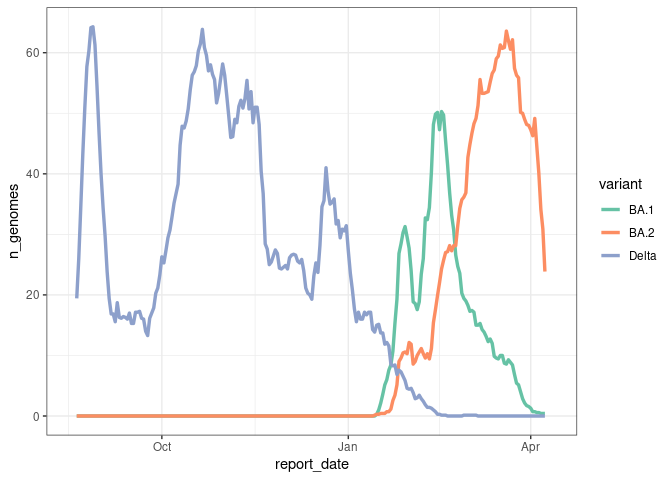 60
40
20
0
n_genomes
Oct
Jan
Apr
report_date
variant
BA.1
BA.2
Delta